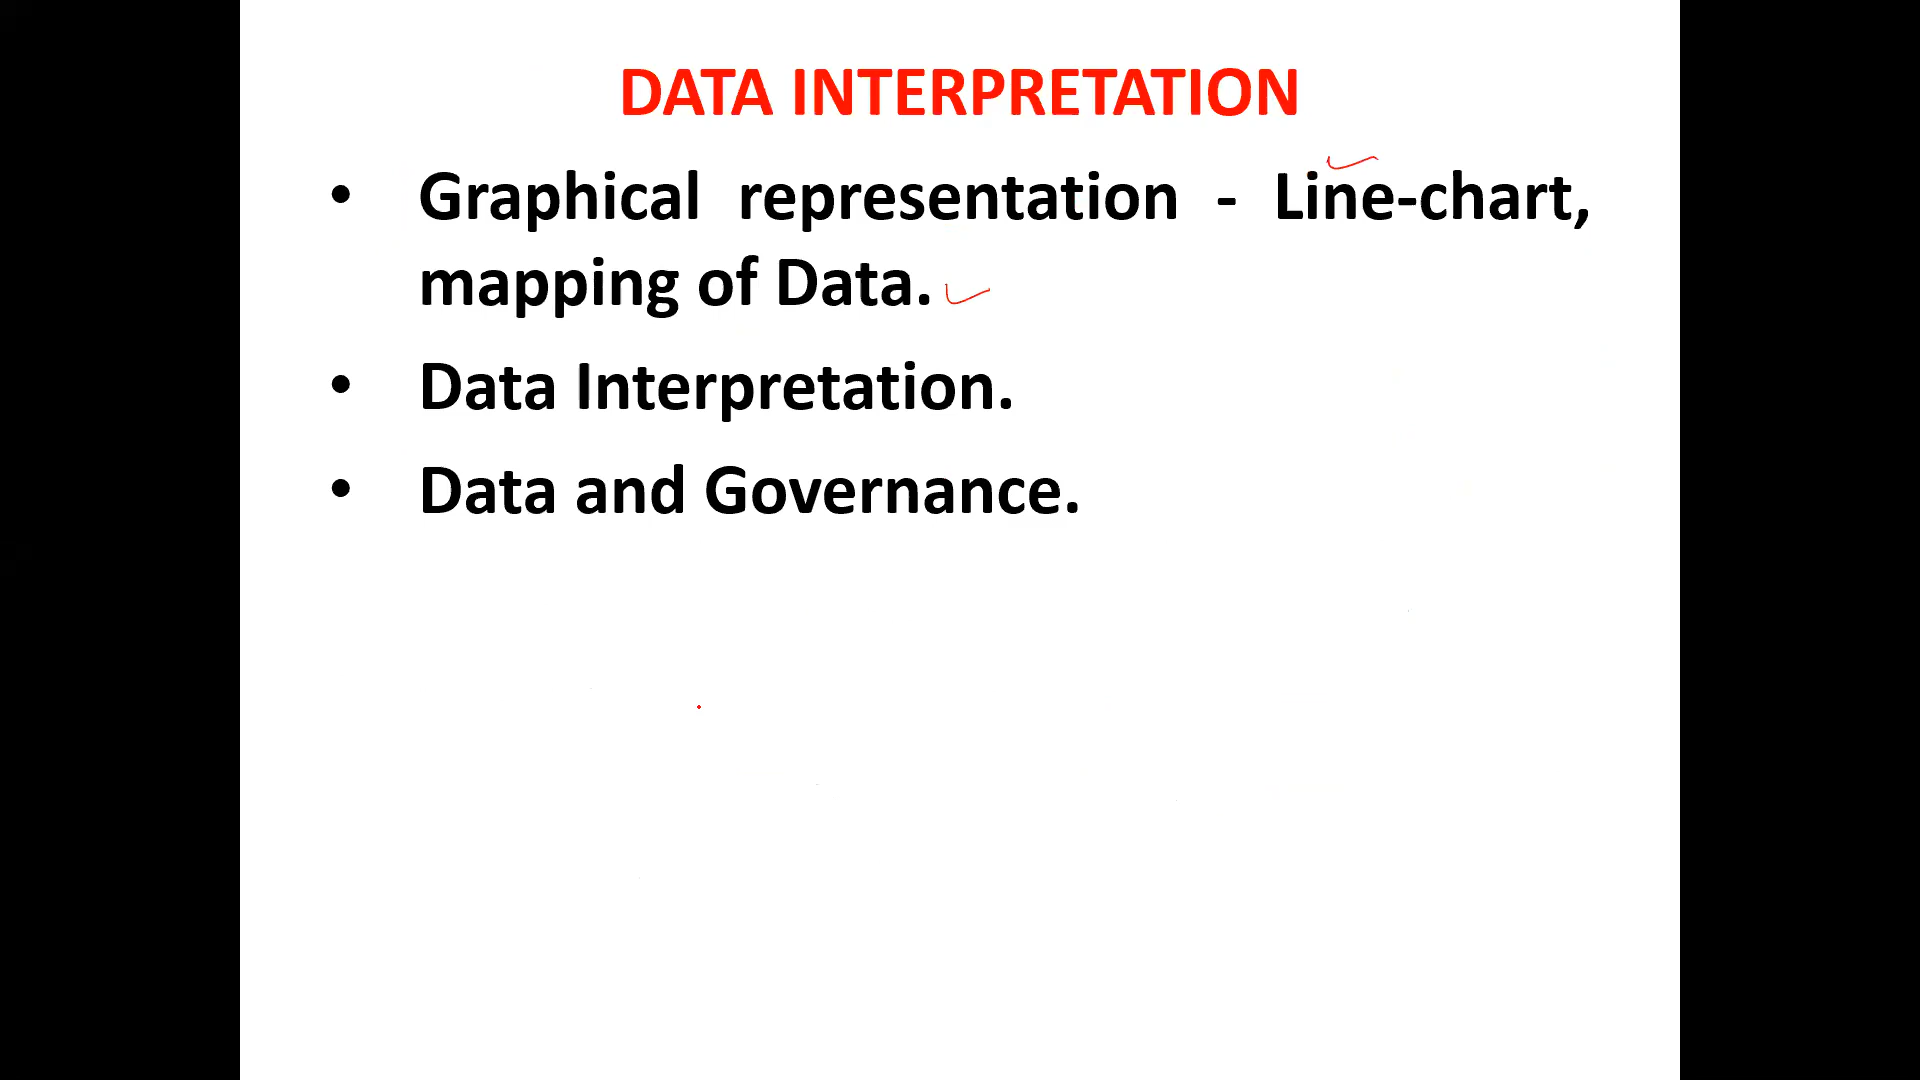 DATA INTERPRETATION
• Graphical representation - Line-chart,
mapping of Data.
• Data Interpretation.
• Data and Governance.